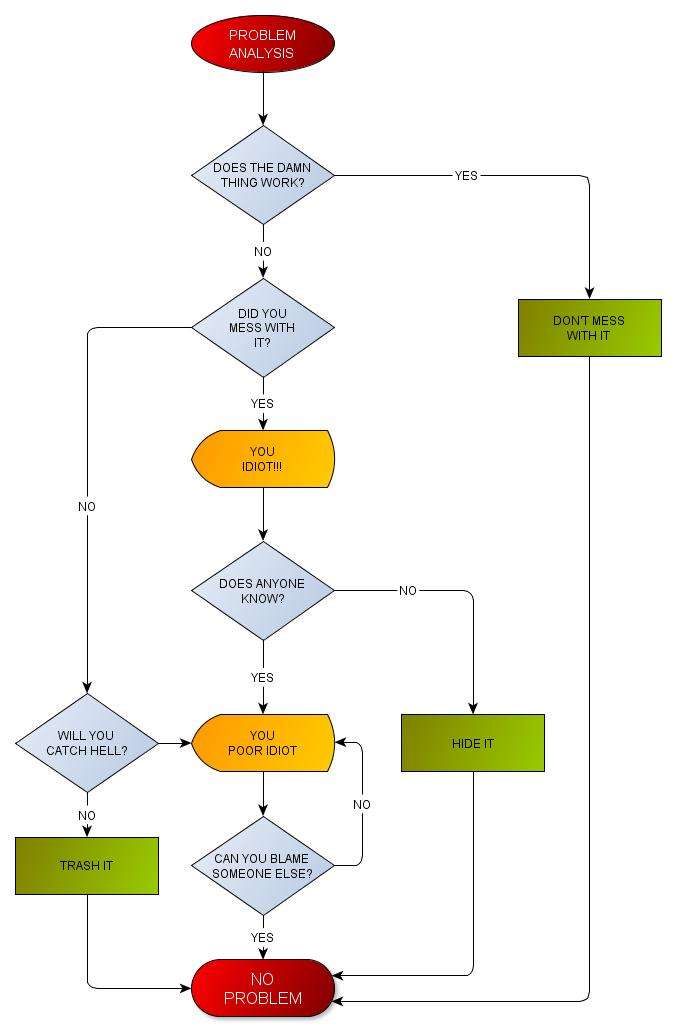 PROBLEM
ANALYSIS
DOES THE DAMN
THING WORK?
YES
NO
DID YOU
MESS WITH
IT?
DON'T MESS
WITH IT
YES
YOU
IDIOT!!!
NO
DOES ANYONE
KNOW?
NO
YES
WILL YOU
CATCH HELL?
YOU
POOR IDIOT
HIDE IT
NO
NO
TRASH IT
CAN YOU BLAME
SOMEONE ELSE?
YES
NO
PROBLEM